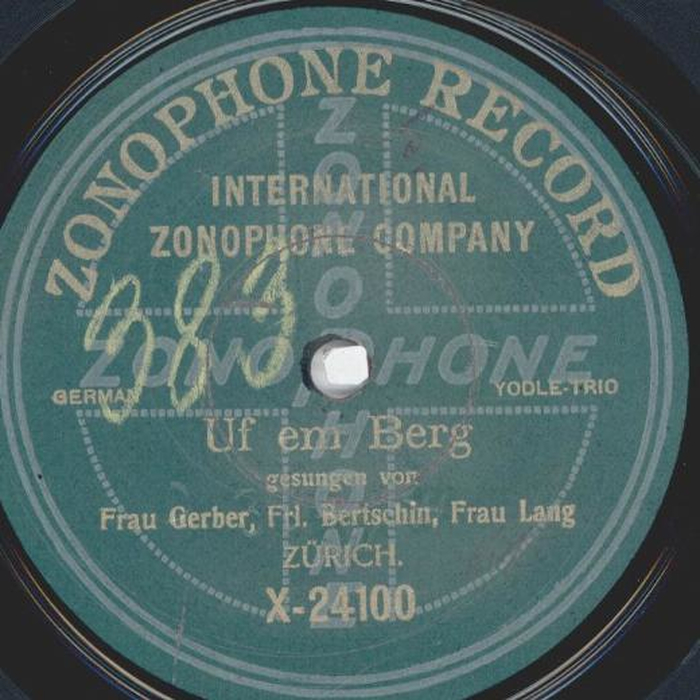 ZONOPHONE RECORD
ZONOPHONE
INTERNATIONAL
ZONOPHONE COMPANY
383
ZONOPHONE
GERMAN
YODLE-TRIO
Uf em Berg
gesungen von
Frau Gerber, Frl. Bertschin, Frau Lang
ZÜRICH.
X-24100